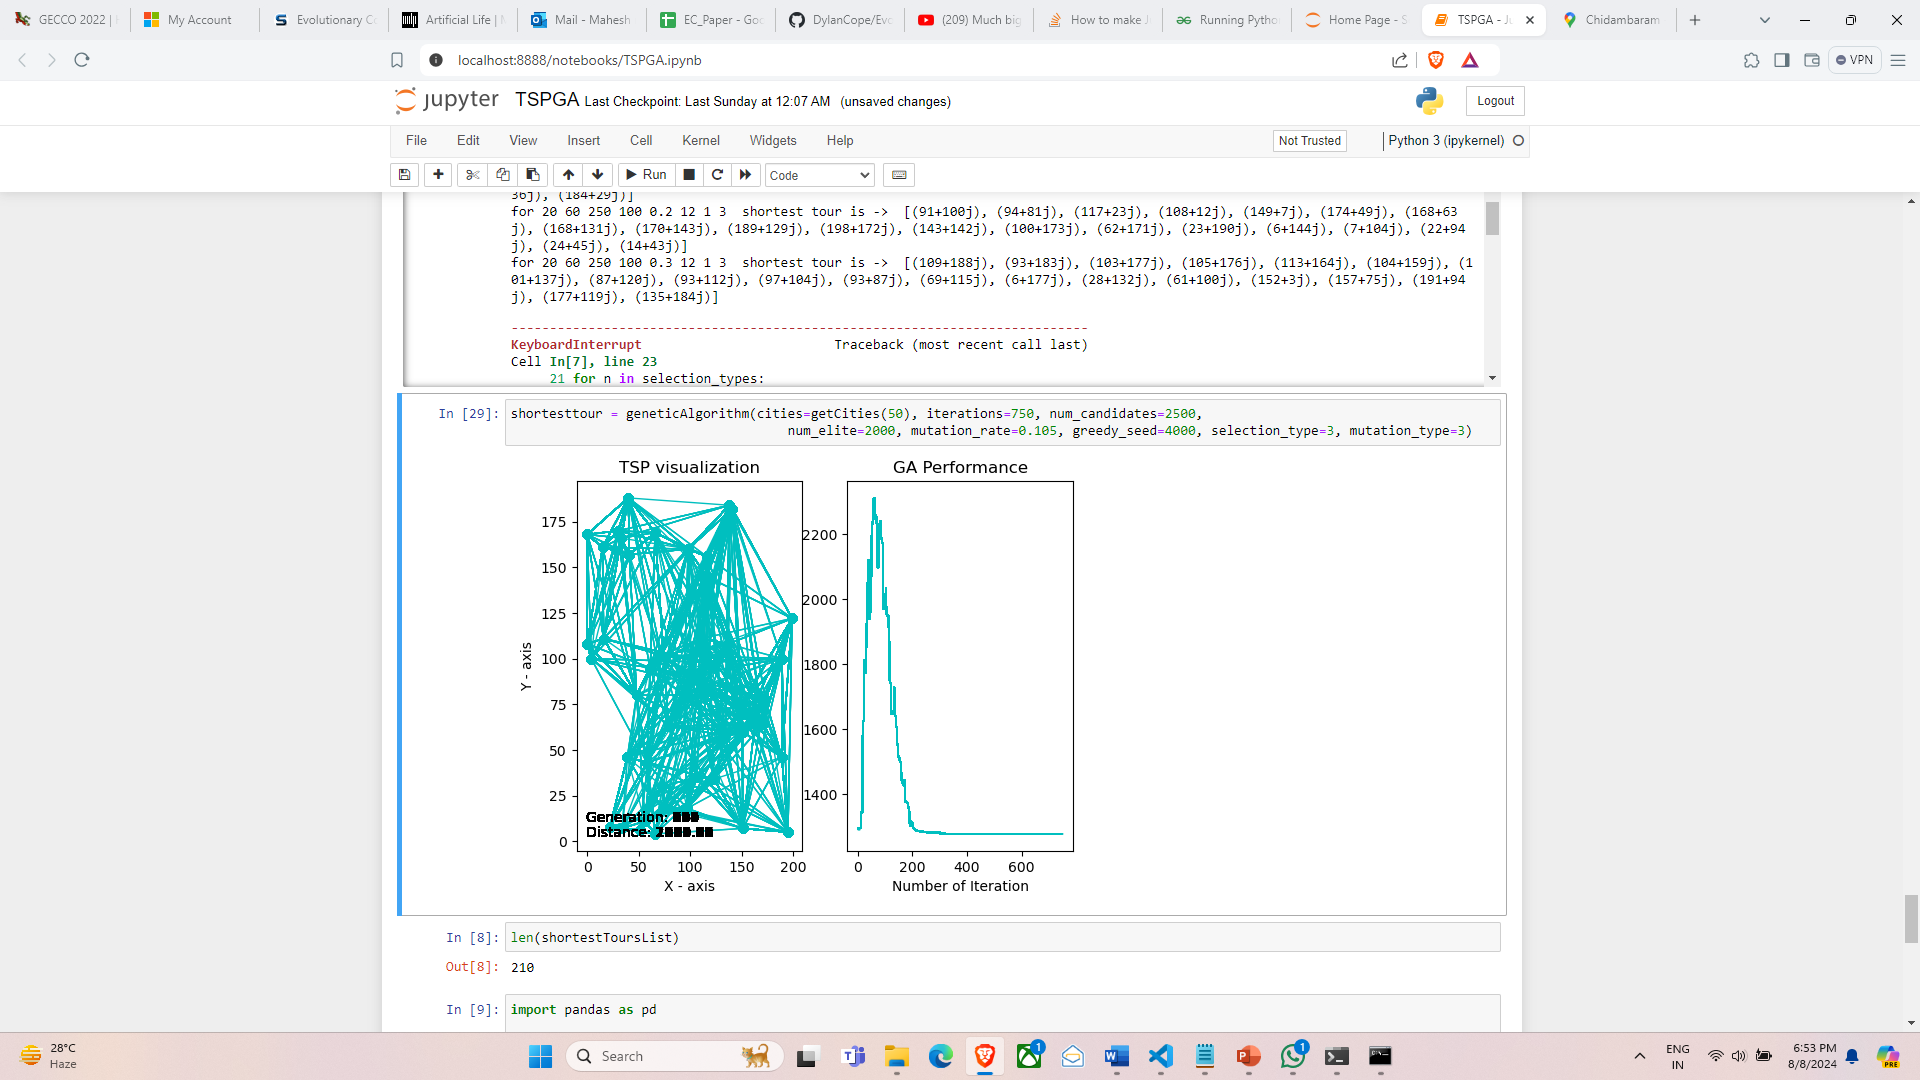 GECCO 2022 |
My Account
Evolutionary Co
Artificial Life | M
Mail - Mahesh
EC_Paper - Goo
DylanCope/Evo
(209) Much big
How to make J
Running Pytho
Home Page - S
TSPGA - Ju
Chidambaram
localhost:8888/notebooks/TSPGA.ipynb
VPN
jupyter TSPGA Last Checkpoint: Last Sunday at 12:07 AM (unsaved changes)
Logout
File Edit View Insert Cell Kernel Widgets Help
Not Trusted
Python 3 (ipykernel)
Run
Code
36j), (184+29j)]
for 20 60 250 100 0.2 12 1 3  shortest tour is ->  [(91+100j), (94+81j), (117+23j), (108+12j), (149+7j), (174+49j), (168+63
j), (168+131j), (170+143j), (189+129j), (198+172j), (143+142j), (100+173j), (62+171j), (23+190j), (6+144j), (7+104j), (22+94
j), (24+45j), (14+43j)]
for 20 60 250 100 0.3 12 1 3  shortest tour is ->  [(109+188j), (93+183j), (103+177j), (105+176j), (113+164j), (104+159j), (1
01+137j), (87+120j), (93+112j), (97+104j), (93+87j), (69+115j), (6+177j), (28+132j), (61+100j), (152+3j), (157+75j), (191+94
j), (177+119j), (135+184j)]
---------------------------------------------------------------------------
KeyboardInterrupt                         Traceback (most recent call last)
Cell In[7], line 23
21 for n in selection_types:
In [29]: shortesttour = geneticAlgorithm(cities=getCities(50), iterations=750, num_candidates=2500,
num_elite=2000, mutation_rate=0.105, greedy_seed=4000, selection_type=3, mutation_type=3)
TSP visualization
175
150
125
100
75
50
25
0
Y - axis
Generation:
Distance:
0 50 100 150 200
X - axis
GA Performance
2200
2000
1800
1600
1400
0 200 400 600
Number of Iteration
In [8]: len(shortestToursList)
Out[8]: 210
In [9]: import pandas as pd
28°C
Haze
Search
1
1
ENG
IN
6:53 PM
8/8/2024
PRE